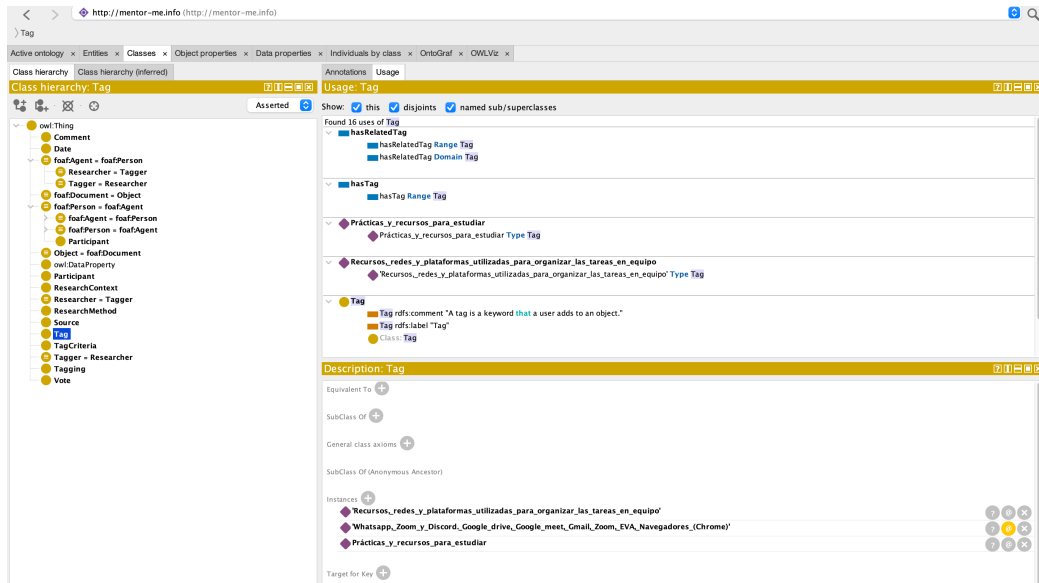 http://mentor-me.info (http://mentor-me.info)
Tag
Active ontology × Entities × Classes × Object properties × Data properties × Individuals by class × OntoGraf × OWLViz ×
Class hierarchy Class hierarchy (inferred)
Class hierarchy: Tag
Asserted
owl:Thing
Comment
Date
foaf:Agent = foaf:Person
Researcher = Tagger
Tagger = Researcher
foaf:Document = Object
foaf:Person = foaf:Agent
foaf:Agent = foaf:Person
foaf:Person = foaf:Agent
Participant
Object = foaf:Document
owl:DataProperty
Participant
ResearchContext
Researcher = Tagger
ResearchMethod
Source
Tag
TagCriteria
Tagger = Researcher
Tagging
Vote
Annotations Usage
Usage: Tag
Show: this disjoints named sub/superclasses
Found 16 uses of Tag
hasRelatedTag
hasRelatedTag Range Tag
hasRelatedTag Domain Tag
hasTag
hasTag Range Tag
Prácticas_y_recursos_para_estudiar
Prácticas_y_recursos_para_estudiar Type Tag
Recursos,_redes_y_plataformas_utilizadas_para_organizar_las_tareas_en_equipo
'Recursos,_redes_y_plataformas_utilizadas_para_organizar_las_tareas_en_equipo' Type Tag
Tag
Tag rdfs:comment "A tag is a keyword that a user adds to an object."
Tag rdfs:label "Tag"
Class: Tag
Description: Tag
Equivalent To
SubClass Of
General class axioms
SubClass Of (Anonymous Ancestor)
Instances
'Recursos,_redes_y_plataformas_utilizadas_para_organizar_las_tareas_en_equipo'
'Whatsapp,_Zoom_y_Discord._Google_drive,_Google_meet,_Gmail,_Zoom,_EVA,_Navegadores_(Chrome)'
Prácticas_y_recursos_para_estudiar
Target for Key